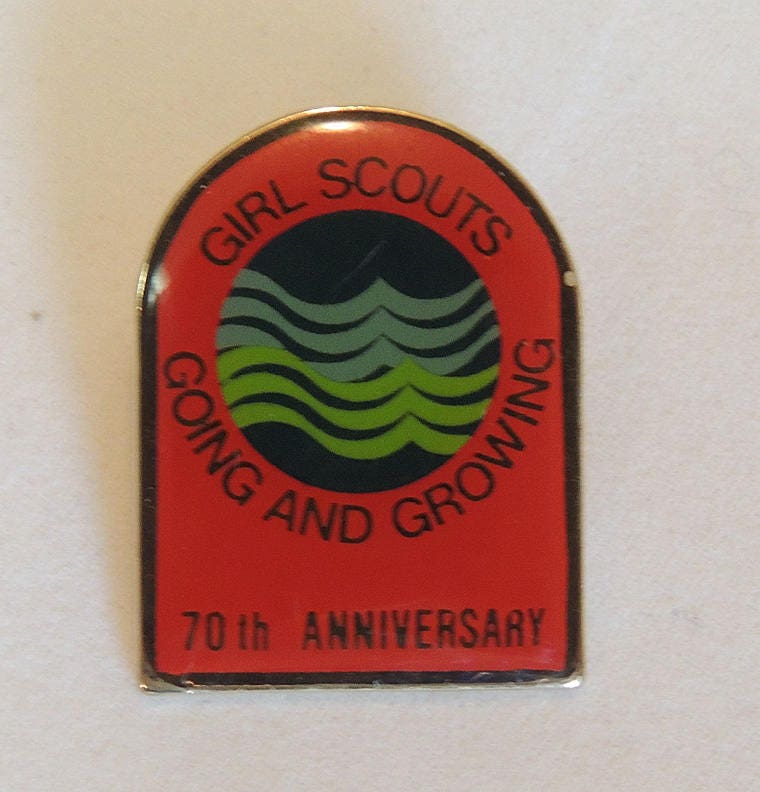 GIRL SCOUTS
GOING AND GROWING
70th ANNIVERSARY